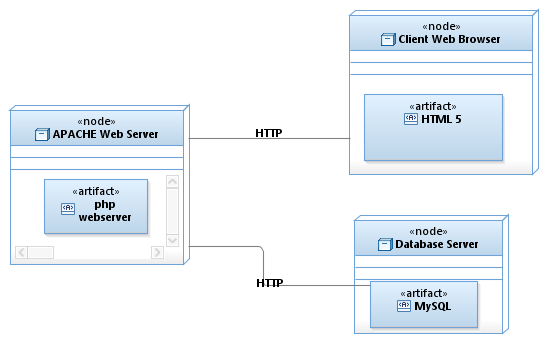 «node»
Client Web Browser
«artifact»
HTML 5
«node»
APACHE Web Server
«artifact»
php
webserver
HTTP
«node»
Database Server
«artifact»
MySQL
HTTP